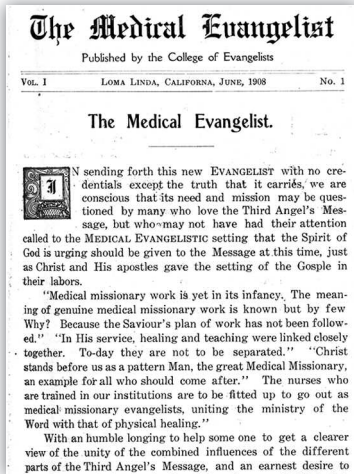 The Medical Evangelist
Published by the College of Evangelists
VOL. I LOMA LINDA, CALIFORNA, JUNE, 1908 No. 1
The Medical Evangelist.
IN sending forth this new EVANGELIST with no cre-
dentials except the truth that it carries, we are
conscious that its need and mission may be ques-
tioned by many who love the Third Angel's Mes-
sage, but who may not have had their attention
called to the MEDICAL EVANGELISTIC setting that the Spirit of
God is urging should be given to the Message at this time, just
as Christ and His apostles gave the setting of the Gosple in
their labors.
"Medical missionary work is yet in its infancy. The mean-
ing of genuine medical missionary work is known but by few
Why? Because the Saviour's plan of work has not been follow-
ed." "In His service, healing and teaching were linked closely
together. To-day they are not to be separated." "Christ
stands before us as a pattern Man, the great Medical Missionary,
an example for all who should come after." The nurses who
are trained in our institutions are to be fitted up to go out as
medical missionary evangelists, uniting the ministry of the
Word with that of physical healing."
With an humble longing to help some one to get a clearer
view of the unity of the combined influences of the different
parts of the Third Angel's Message, and an earnest desire to